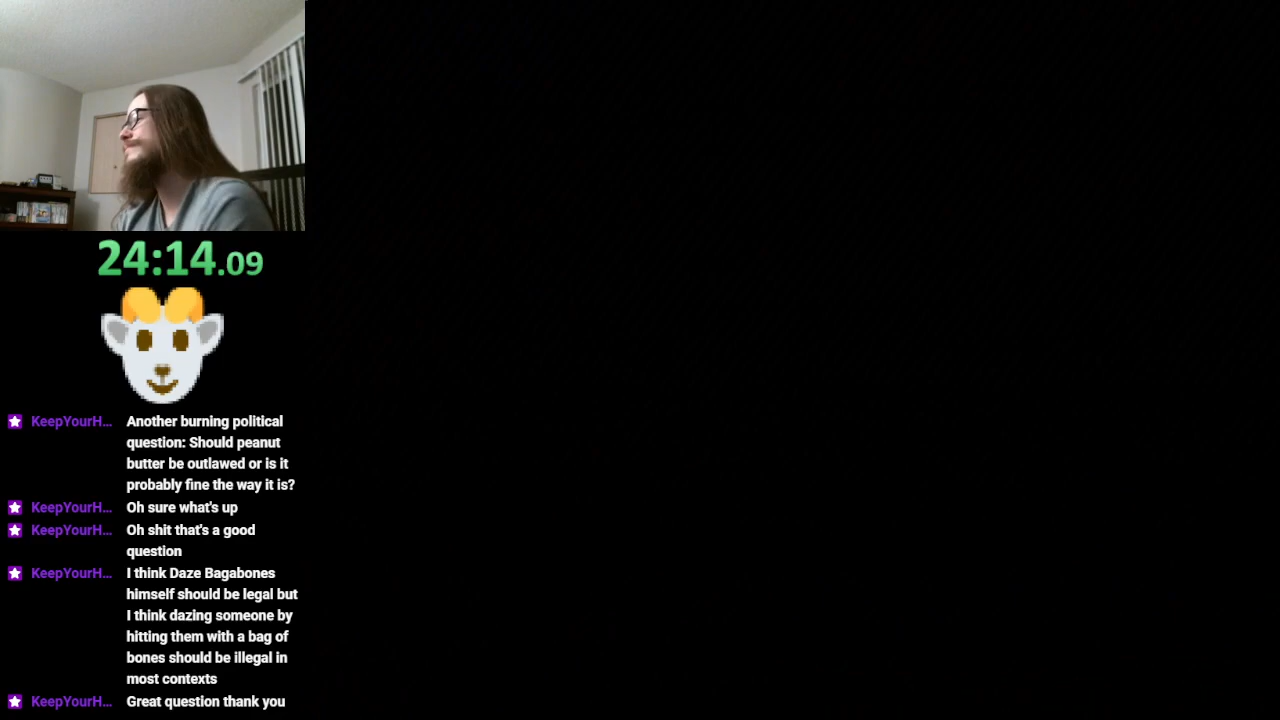 24:14.09
KeepYourH... Another burning political
question: Should peanut
butter be outlawed or is it
probably fine the way it is?
KeepYourH... Oh sure what's up
KeepYourH... Oh shit that's a good
question
KeepYourH... I think Daze Bagabones
himself should be legal but
I think dazing someone by
hitting them with a bag of
bones should be illegal in
most contexts
KeepYourH... Great question thank you